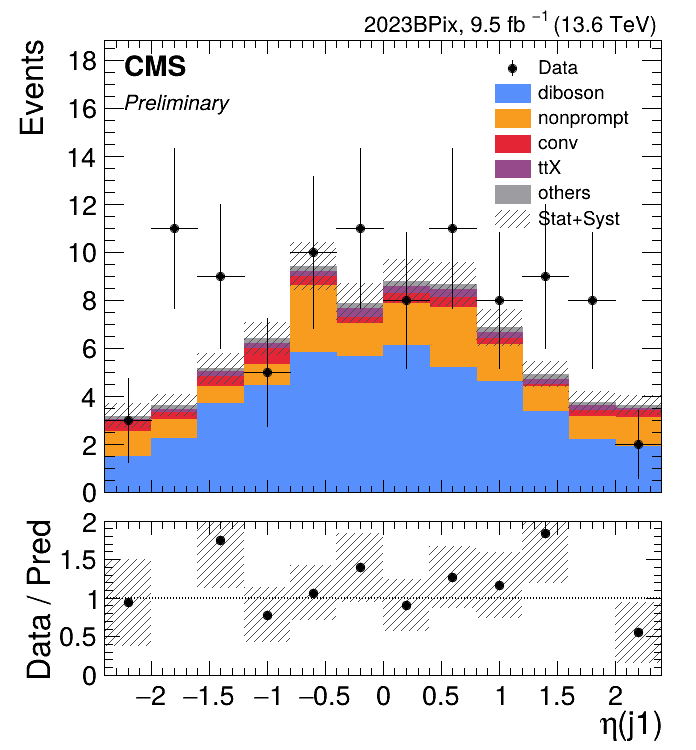 2023BPix, 9.5 fb⁻¹ (13.6 TeV)
CMS
Preliminary
Events
18
16
14
12
10
8
6
4
2
0
Data
diboson
nonprompt
conv
ttX
others
Stat+Syst
Data / Pred
2
1.5
1
0.5
0
−2 −1.5 −1 −0.5 0 0.5 1 1.5 2
η(j1)